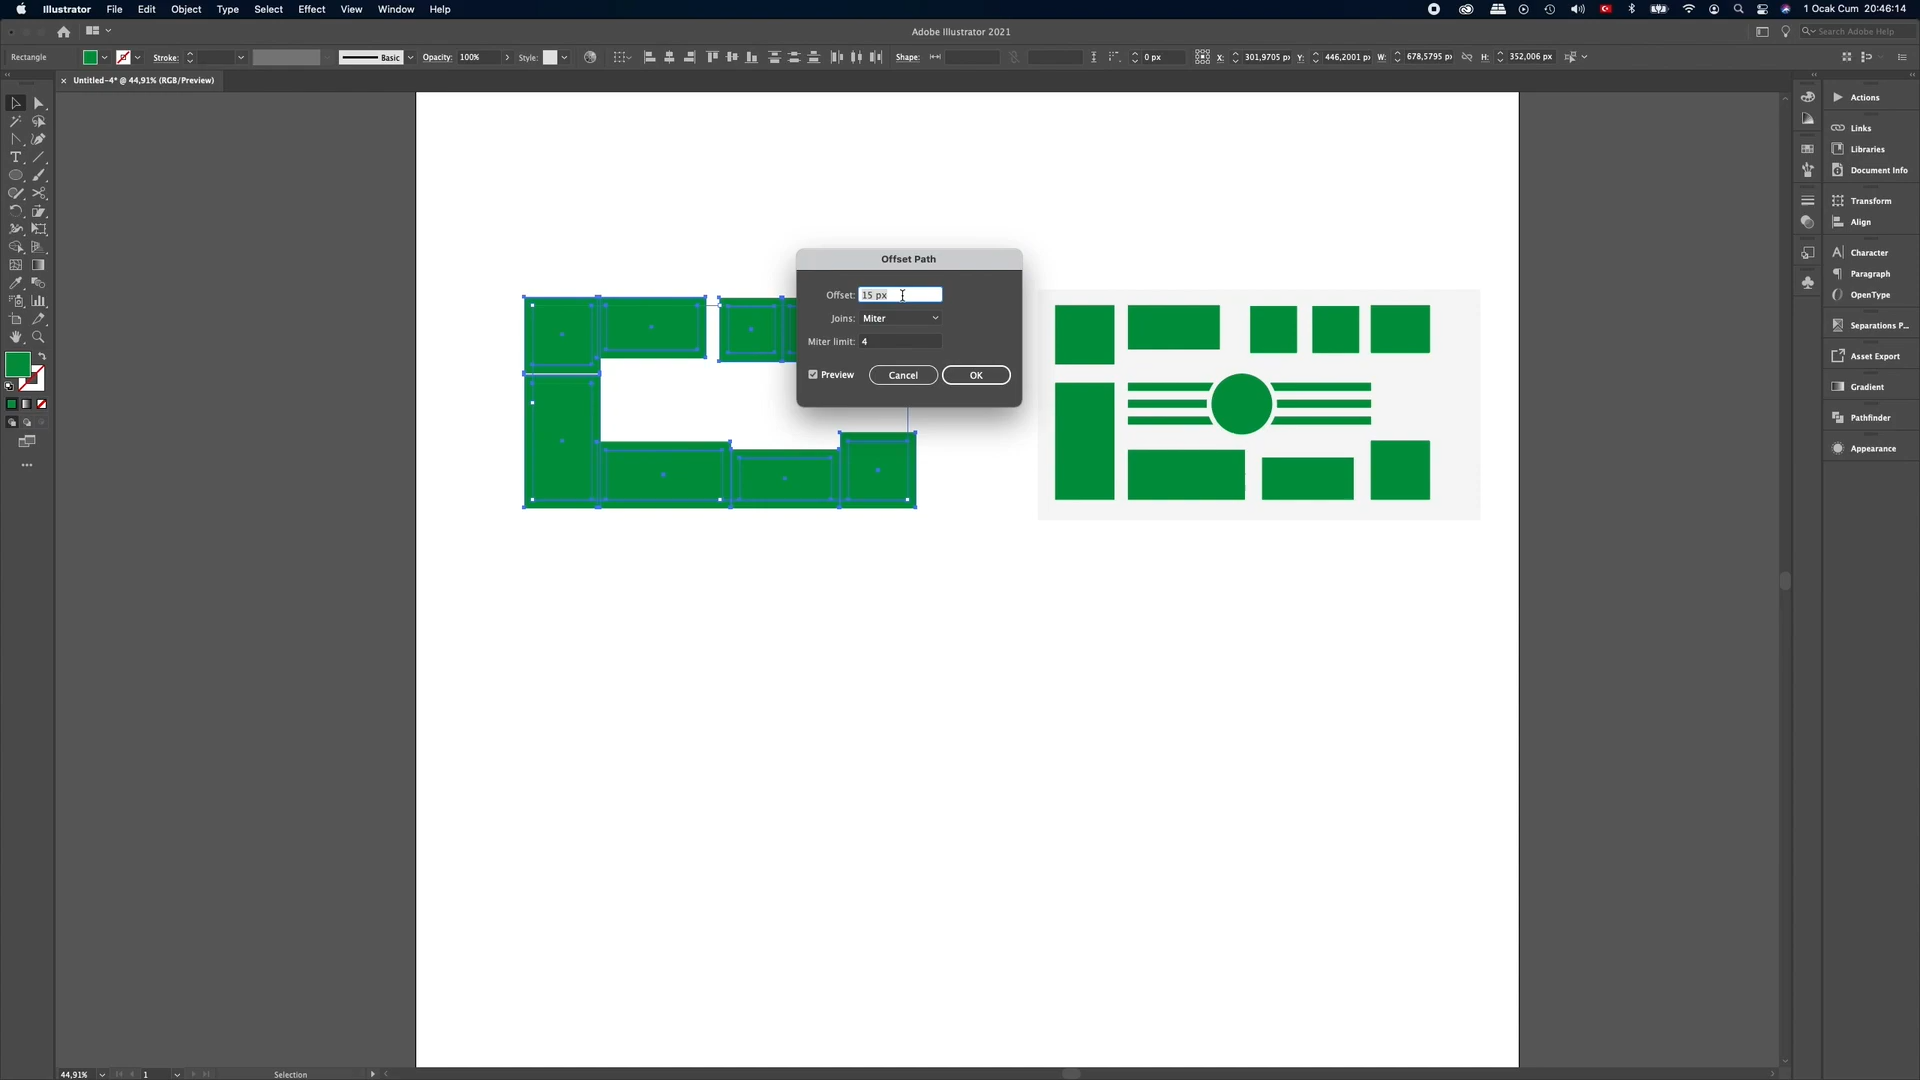 Illustrator File Edit Object Type Select Effect View Window Help 1 Ocak Cum 20:46:14
Adobe Illustrator 2021 Search Adobe Help
Rectangle Stroke: Basic Opacity: 100% Style: Shape: 0 px X: 301,9705 px Y: 446,2001 px W: 678,5795 px H: 352,006 px
Untitled-4* @ 44,91% (RGB/Preview)
Actions
Links
Libraries
Document Info
Transform
Align
Character
Paragraph
OpenType
Separations P...
Asset Export
Gradient
Pathfinder
Appearance
Offset Path
Offset: 15 px
Joins: Miter
Miter limit: 4
Preview Cancel OK
44,91% 1 Selection